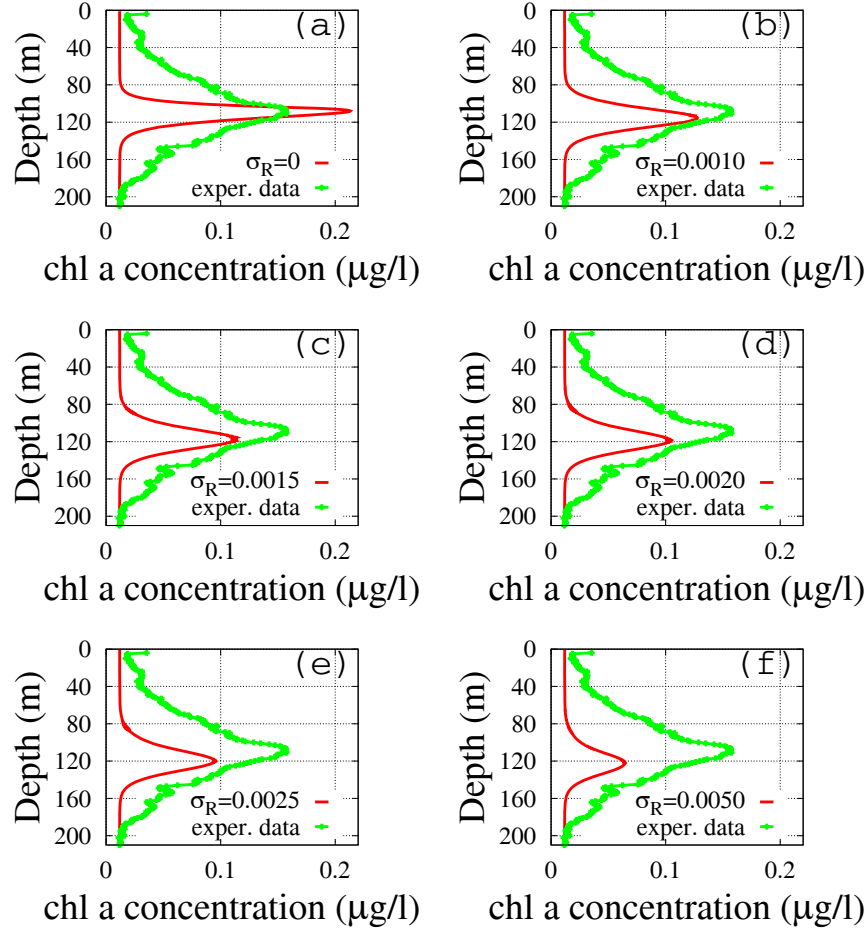 (a)
Depth (m)
0
40
80
120
160
200
σR=0
exper. data
0 0.1 0.2
chl a concentration (μg/l)
(b)
Depth (m)
0
40
80
120
160
200
σR=0.0010
exper. data
0 0.1 0.2
chl a concentration (μg/l)
(c)
Depth (m)
0
40
80
120
160
200
σR=0.0015
exper. data
0 0.1 0.2
chl a concentration (μg/l)
(d)
Depth (m)
0
40
80
120
160
200
σR=0.0020
exper. data
0 0.1 0.2
chl a concentration (μg/l)
(e)
Depth (m)
0
40
80
120
160
200
σR=0.0025
exper. data
0 0.1 0.2
chl a concentration (μg/l)
(f)
Depth (m)
0
40
80
120
160
200
σR=0.0050
exper. data
0 0.1 0.2
chl a concentration (μg/l)